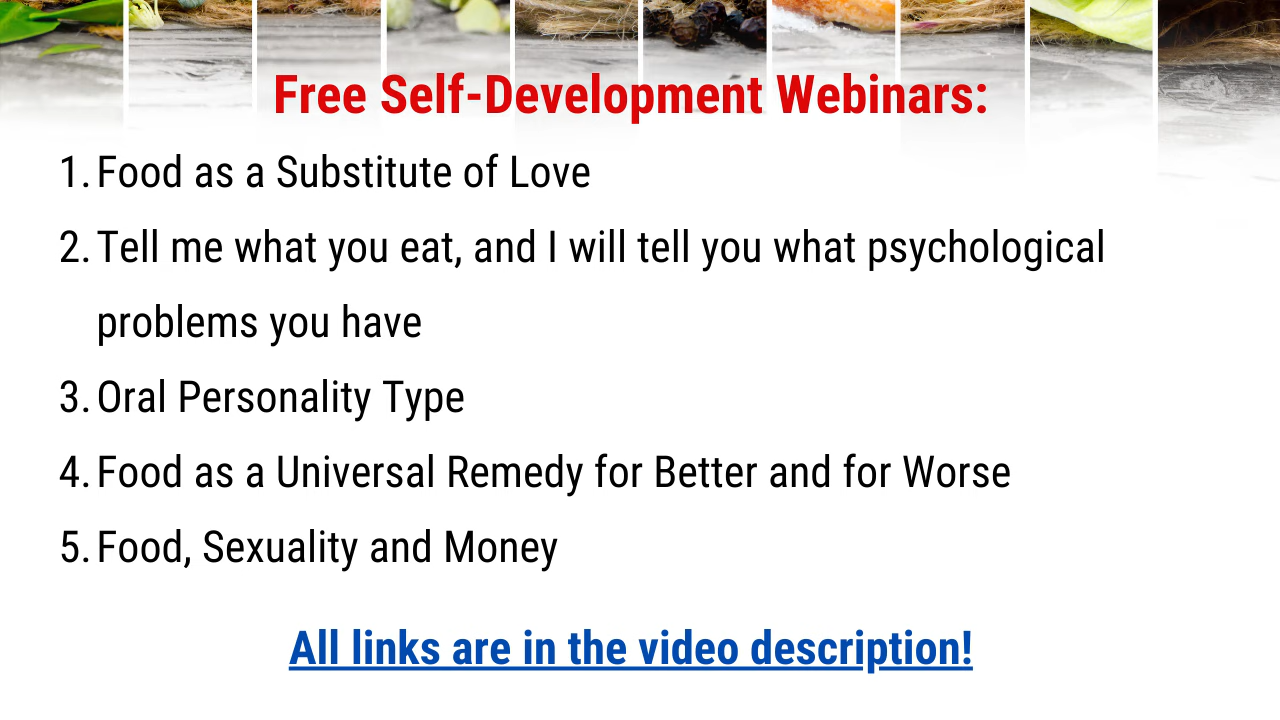 Free Self-Development Webinars:
1. Food as a Substitute of Love
2. Tell me what you eat, and I will tell you what psychological
problems you have
3. Oral Personality Type
4. Food as a Universal Remedy for Better and for Worse
5. Food, Sexuality and Money
All links are in the video description!